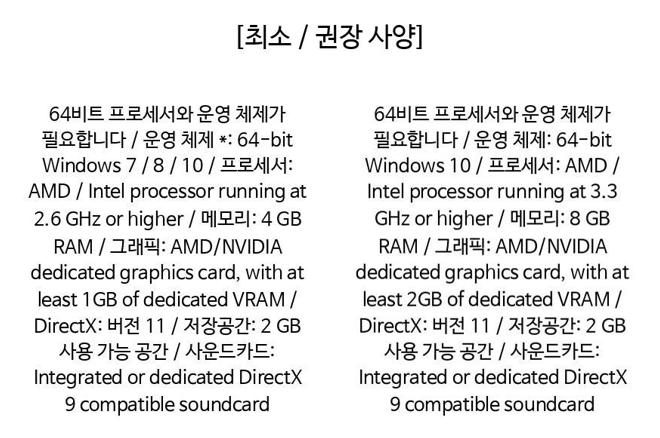 [최소 / 권장 사양]
64비트 프로세서와 운영 체제가
필요합니다 / 운영 체제 *: 64-bit
Windows 7 / 8 / 10 / 프로세서:
AMD / Intel processor running at
2.6 GHz or higher / 메모리: 4 GB
RAM / 그래픽: AMD/NVIDIA
dedicated graphics card, with at
least 1GB of dedicated VRAM /
DirectX: 버전 11 / 저장공간: 2 GB
사용 가능 공간 / 사운드카드:
Integrated or dedicated DirectX
9 compatible soundcard
64비트 프로세서와 운영 체제가
필요합니다 / 운영 체제: 64-bit
Windows 10 / 프로세서: AMD /
Intel processor running at 3.3
GHz or higher / 메모리: 8 GB
RAM / 그래픽: AMD/NVIDIA
dedicated graphics card, with at
least 2GB of dedicated VRAM /
DirectX: 버전 11 / 저장공간: 2 GB
사용 가능 공간 / 사운드카드:
Integrated or dedicated DirectX
9 compatible soundcard